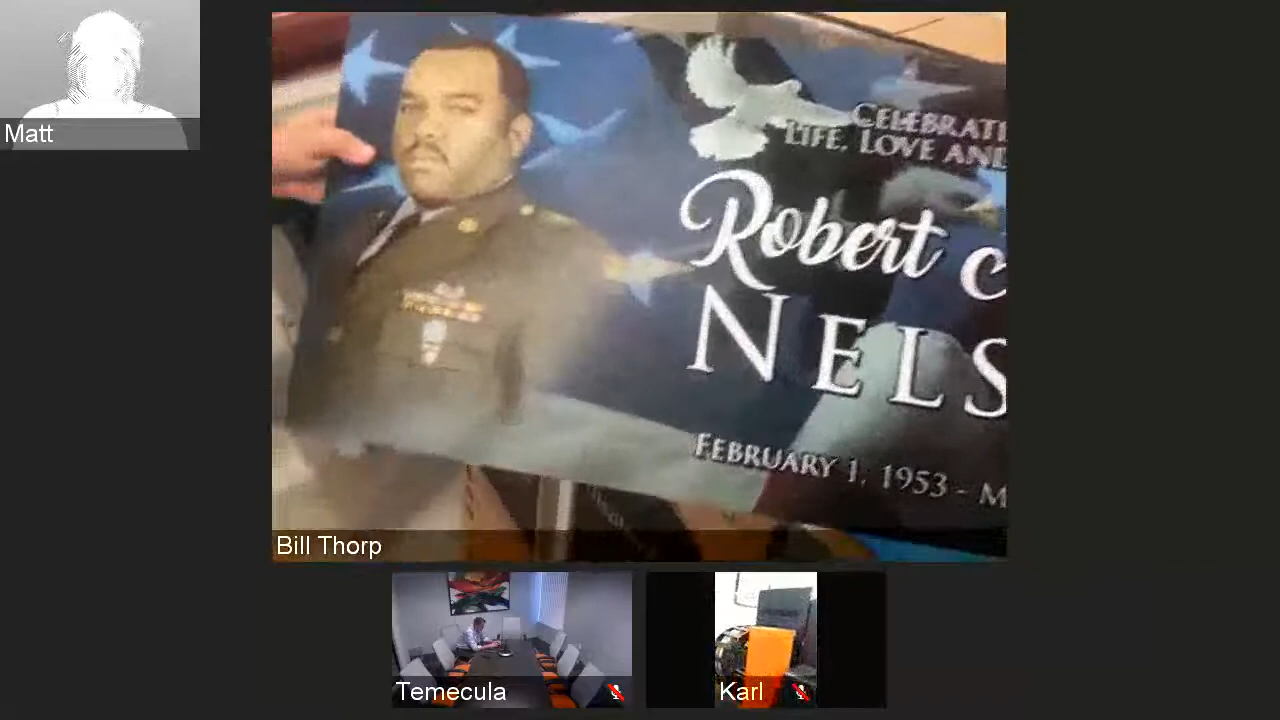 Matt
CELEBRATI
LIFE, LOVE AND
Robert C
NELS
FEBRUARY 1, 1953 - M
Bill Thorp
Temecula
Karl